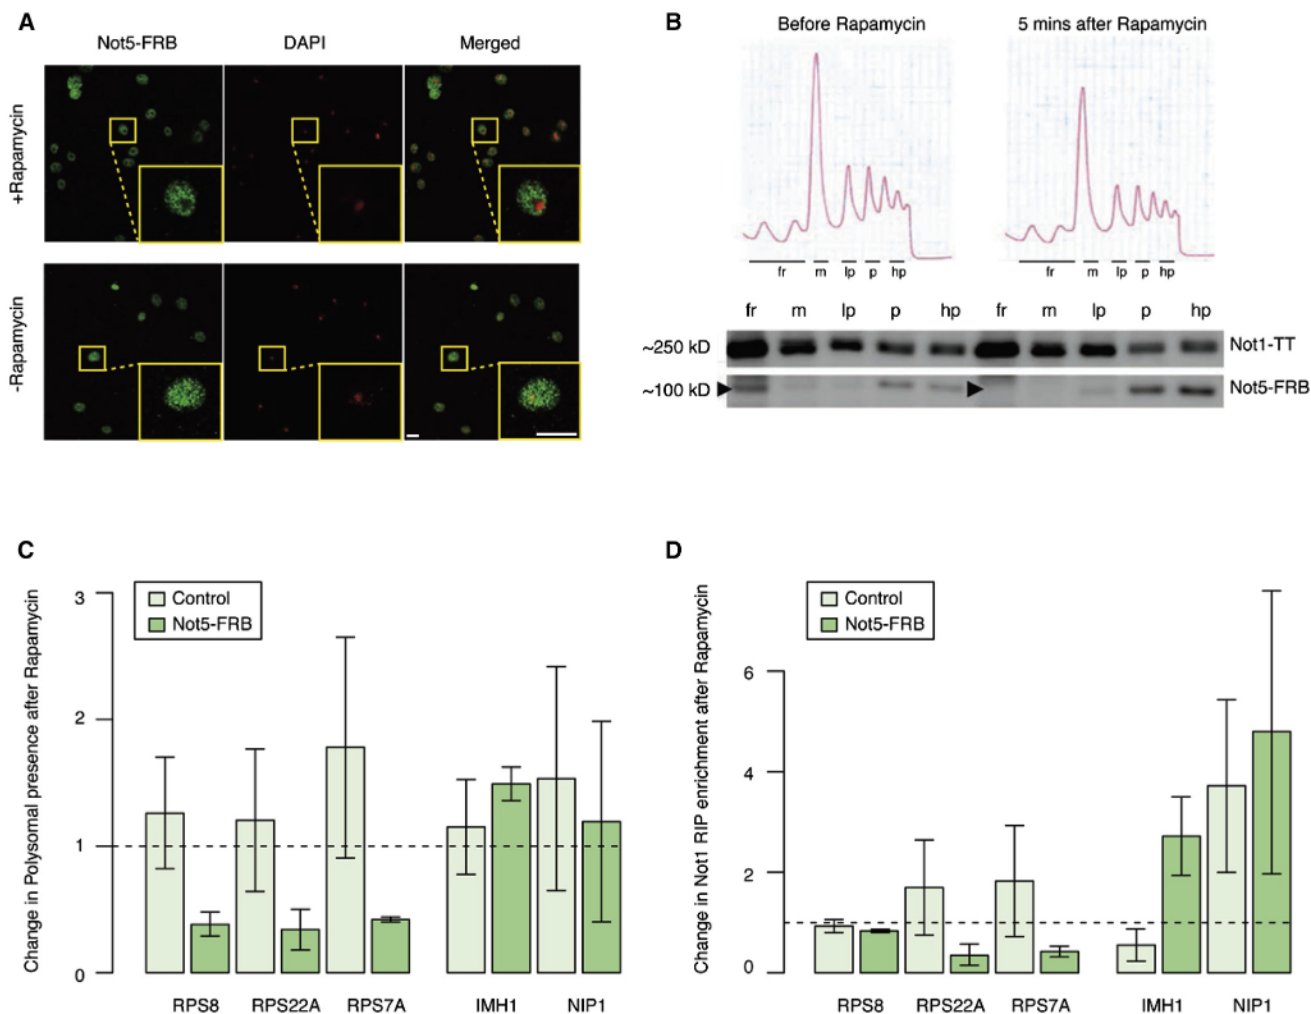 A
Not5-FRB DAPI Merged
+Rapamycin
-Rapamycin
B
Before Rapamycin 5 mins after Rapamycin
fr m lp p hp fr m lp p hp
fr m lp p hp fr m lp p hp
~250 kD Not1-TT
~100 kD Not5-FRB
C
Change in Polysomal presence after Rapamycin
3
2
1
0
Control
Not5-FRB
RPS8 RPS22A RPS7A IMH1 NIP1
D
Change in Not1 RIP enrichment after Rapamycin
6
4
2
0
Control
Not5-FRB
RPS8 RPS22A RPS7A IMH1 NIP1